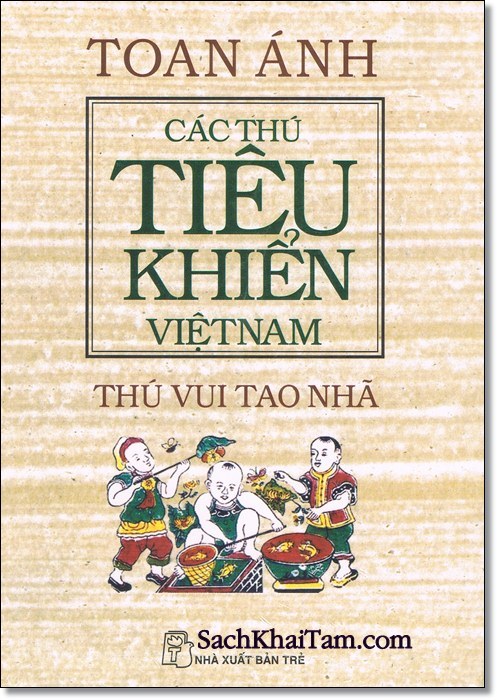 TOAN ÁNH
CÁC THÚ
TIÊU
KHIỂN
VIỆTNAM
THÚ VUI TAO NHÃ
SachKhaiTam.com
NHÀ XUẤT BẢN TRẺ